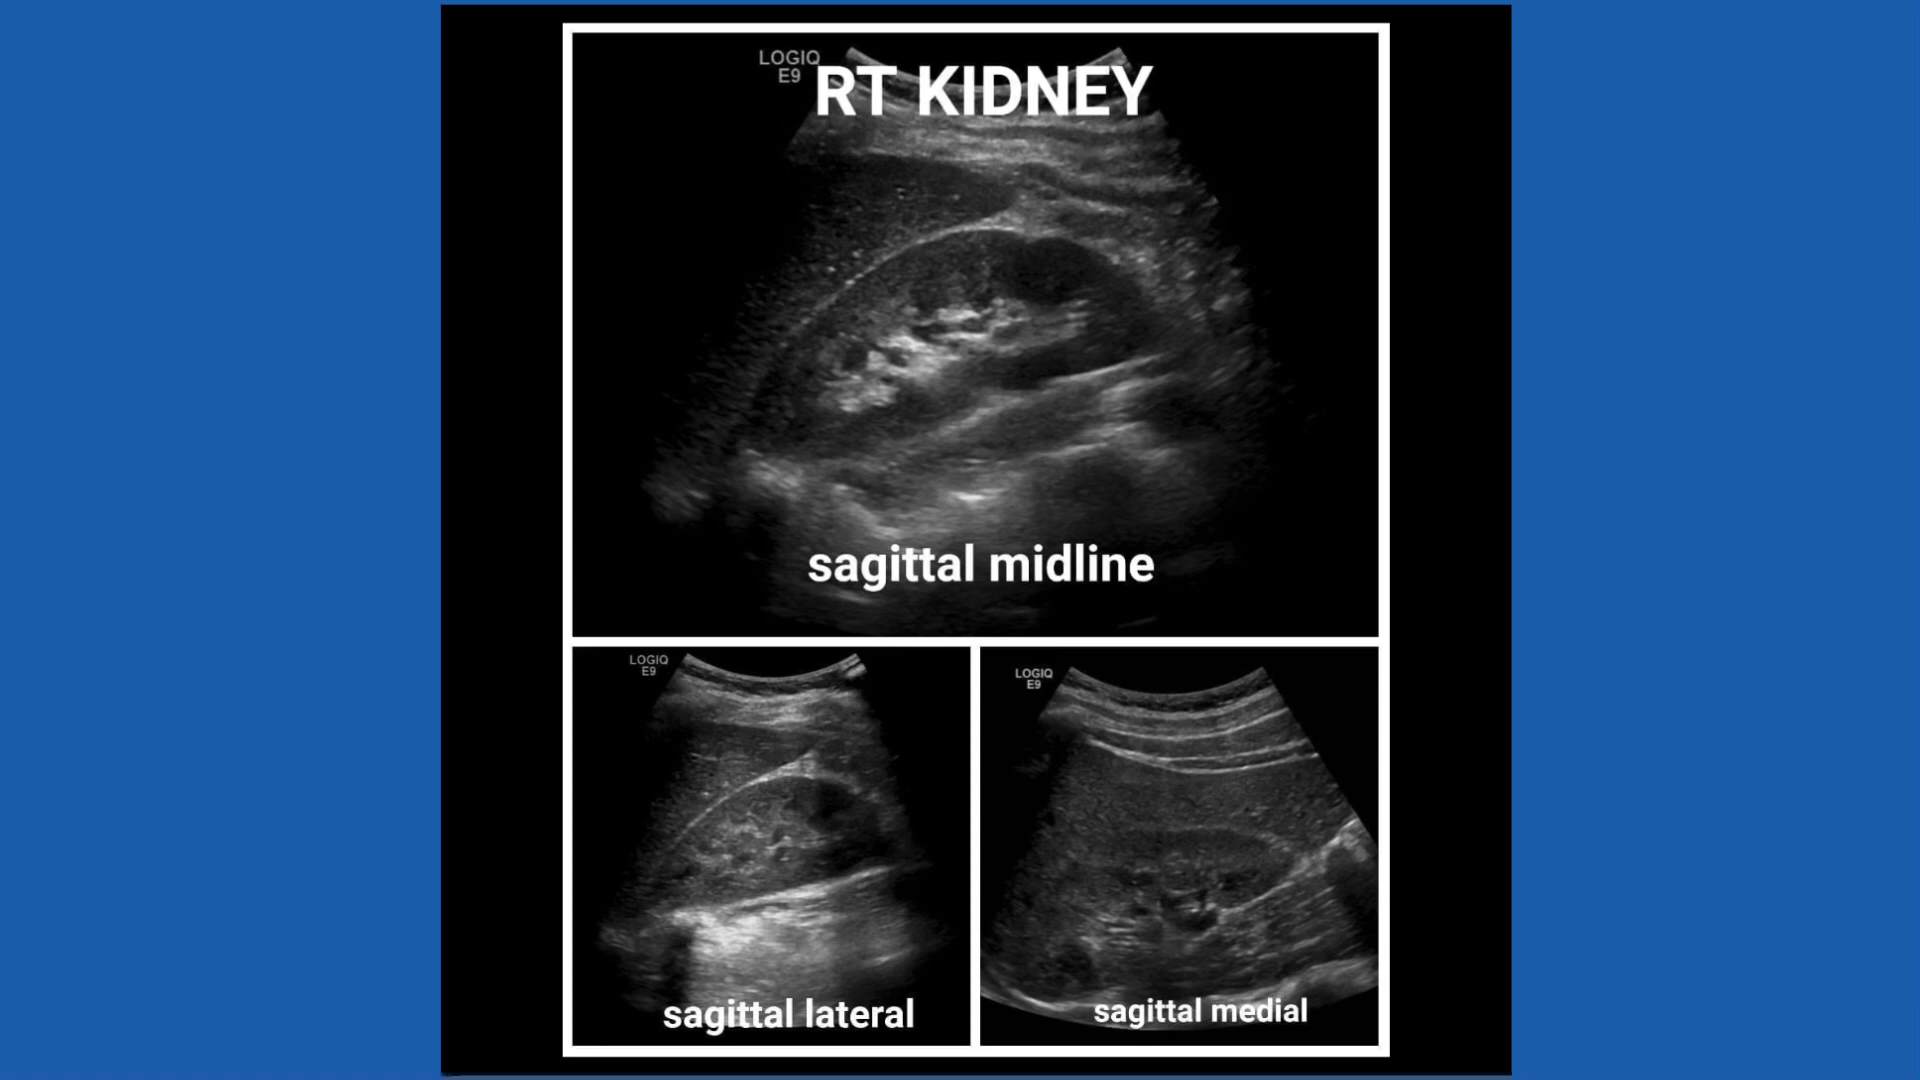 LOGIQ
E9
RT KIDNEY
sagittal midline
LOGIQ
E9
sagittal lateral
LOGIQ
E9
sagittal medial